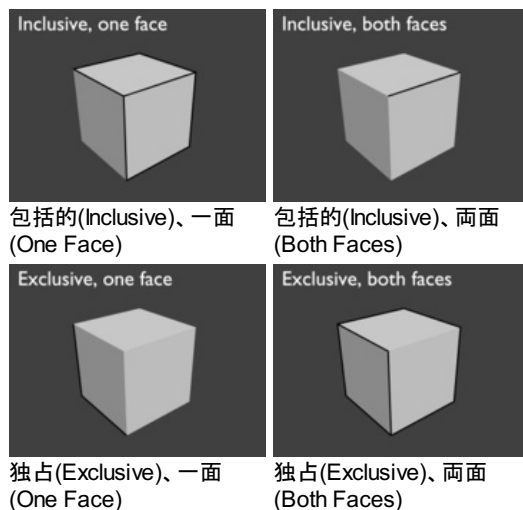 Inclusive, one face
Inclusive, both faces
包括的(Inclusive)、一面
(One Face)
包括的(Inclusive)、両面
(Both Faces)
Exclusive, one face
Exclusive, both faces
独占(Exclusive)、一面
(One Face)
独占(Exclusive)、両面
(Both Faces)